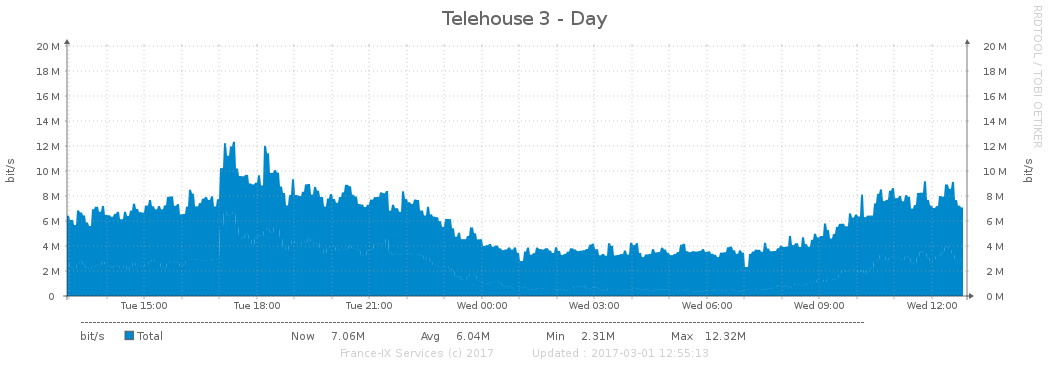 Telehouse 3 - Day
RRDTOOL / TOBI OETIKER
bit/s
bit/s
20 M 20 M
18 M 18 M
16 M 16 M
14 M 14 M
12 M 12 M
10 M 10 M
8 M 8 M
6 M 6 M
4 M 4 M
2 M 2 M
0 0 M
Tue 15:00 Tue 18:00 Tue 21:00 Wed 00:00 Wed 03:00 Wed 06:00 Wed 09:00 Wed 12:00
bit/s Total Now 7.06M Avg 6.04M Min 2.31M Max 12.32M
France-IX Services (c) 2017 Updated : 2017-03-01 12:55:13